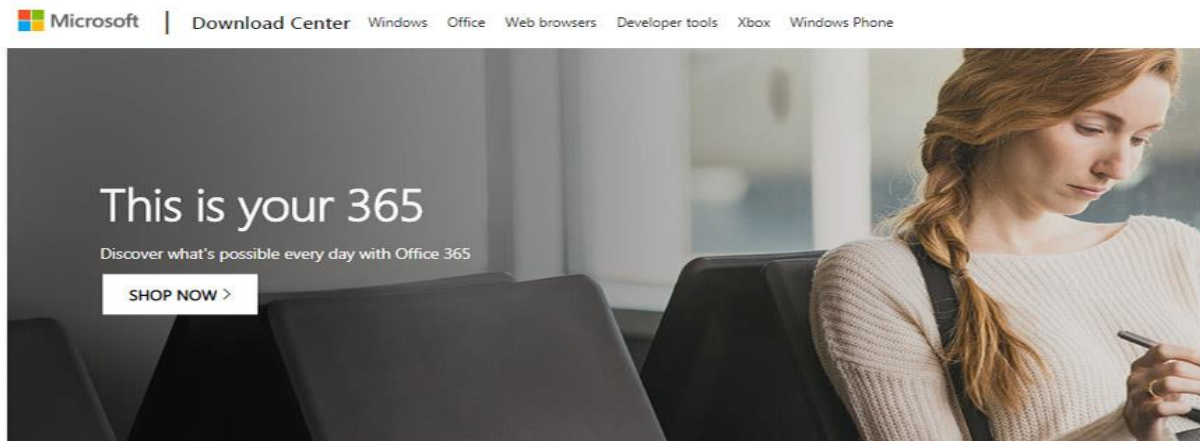 Microsoft | Download Center Windows Office Web browsers Developer tools Xbox Windows Phone
This is your 365
Discover what's possible every day with Office 365
SHOP NOW >